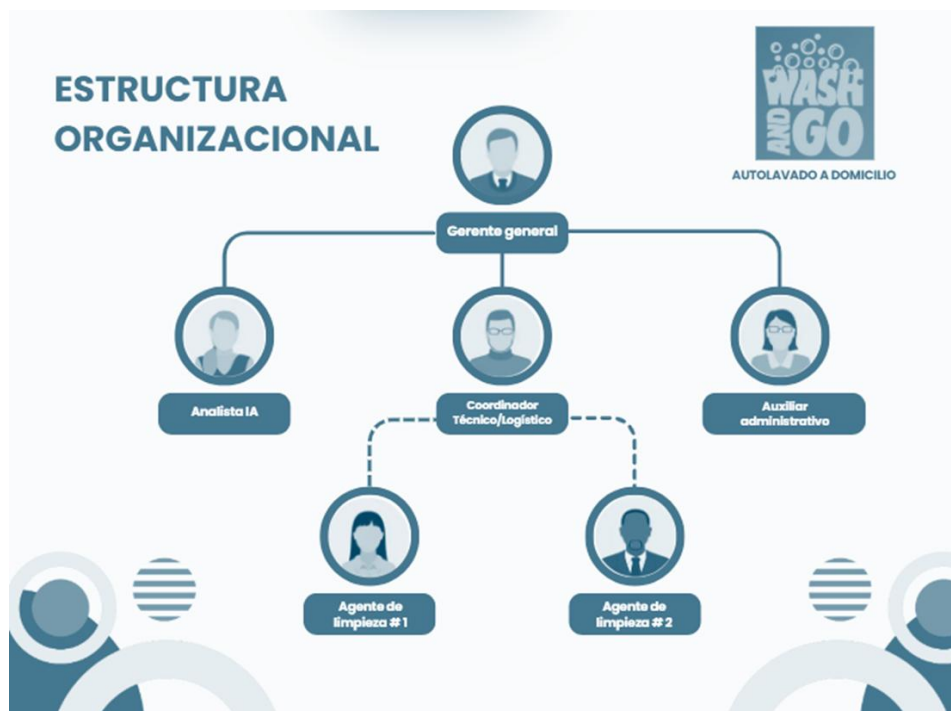 ESTRUCTURA
ORGANIZACIONAL
WASH
AND
GO
AUTOLAVADO A DOMICILIO
Gerente general
Analista IA
Coordinador
Técnico/Logístico
Auxiliar
administrativo
Agente de
limpieza # 1
Agente de
limpieza # 2